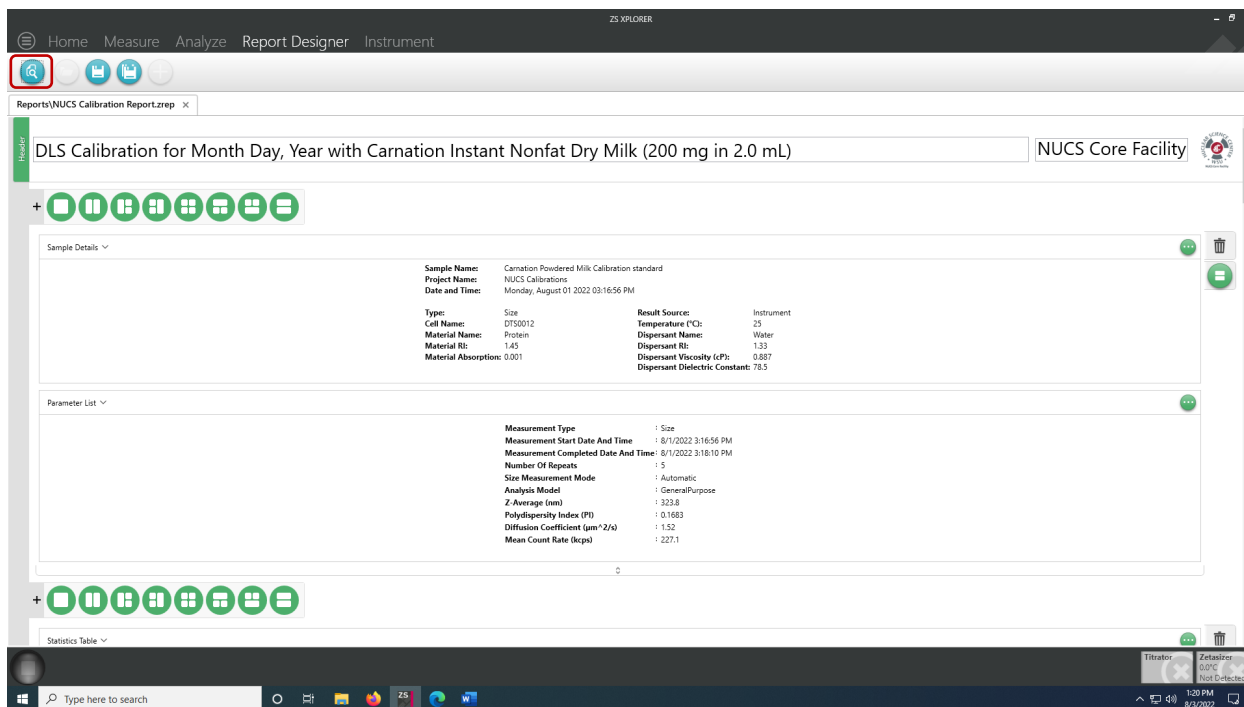 ZS XPLORER
Home Measure Analyze Report Designer Instrument
Reports\NUCS Calibration Report.zrep ×
Header
DLS Calibration for Month Day, Year with Carnation Instant Nonfat Dry Milk (200 mg in 2.0 mL)
NUCS Core Facility
Sample Details
Sample Name: Carnation Powdered Milk Calibration standard
Project Name: NUCS Calibrations
Date and Time: Monday, August 01 2022 03:16:56 PM
Type: Size Result Source: Instrument
Cell Name: DTS0012 Temperature (°C): 25
Material Name: Protein Dispersant Name: Water
Material RI: 1.45 Dispersant RI: 1.33
Material Absorption: 0.001 Dispersant Viscosity (cP): 0.887
Dispersant Dielectric Constant: 78.5
Parameter List
Measurement Type : Size
Measurement Start Date And Time : 8/1/2022 3:16:56 PM
Measurement Completed Date And Time : 8/1/2022 3:18:10 PM
Number Of Repeats : 5
Size Measurement Mode : Automatic
Analysis Model : GeneralPurpose
Z-Average (nm) : 323.8
Polydispersity Index (PI) : 0.1683
Diffusion Coefficient (µm^2/s) : 1.52
Mean Count Rate (kcps) : 227.1
Statistics Table
Titrator
Zetasizer
0.0°C
Not Detected
Type here to search
ZS
W
1:20 PM
8/3/2022